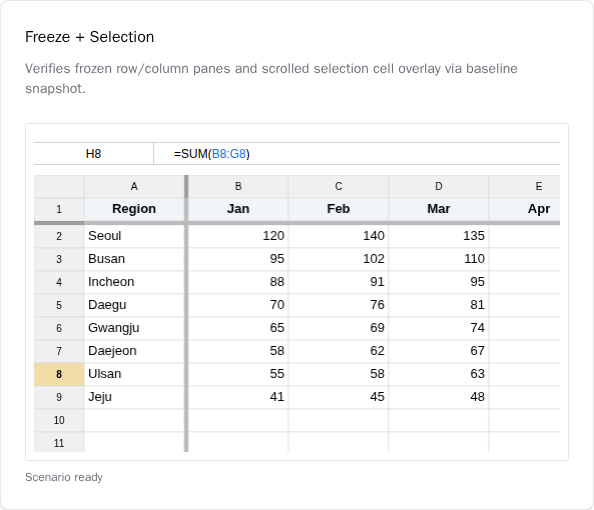 Freeze + Selection
Verifies frozen row/column panes and scrolled selection cell overlay via baseline
snapshot.
H8 =SUM(B8:G8)
A B C D E
1 Region Jan Feb Mar Apr
2 Seoul 120 140 135
3 Busan 95 102 110
4 Incheon 88 91 95
5 Daegu 70 76 81
6 Gwangju 65 69 74
7 Daejeon 58 62 67
8 Ulsan 55 58 63
9 Jeju 41 45 48
10
11
Scenario ready